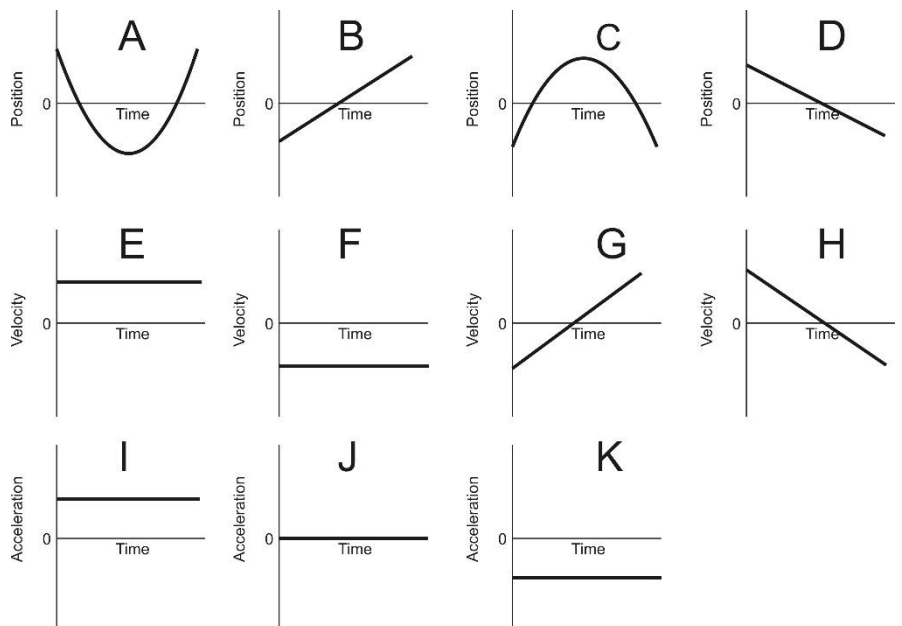 A
Position
0
Time
B
Position
0
Time
C
Position
0
Time
D
Position
0
Time
E
Velocity
0
Time
F
Velocity
0
Time
G
Velocity
0
Time
H
Velocity
0
Time
I
Acceleration
0
Time
J
Acceleration
0
Time
K
Acceleration
0
Time